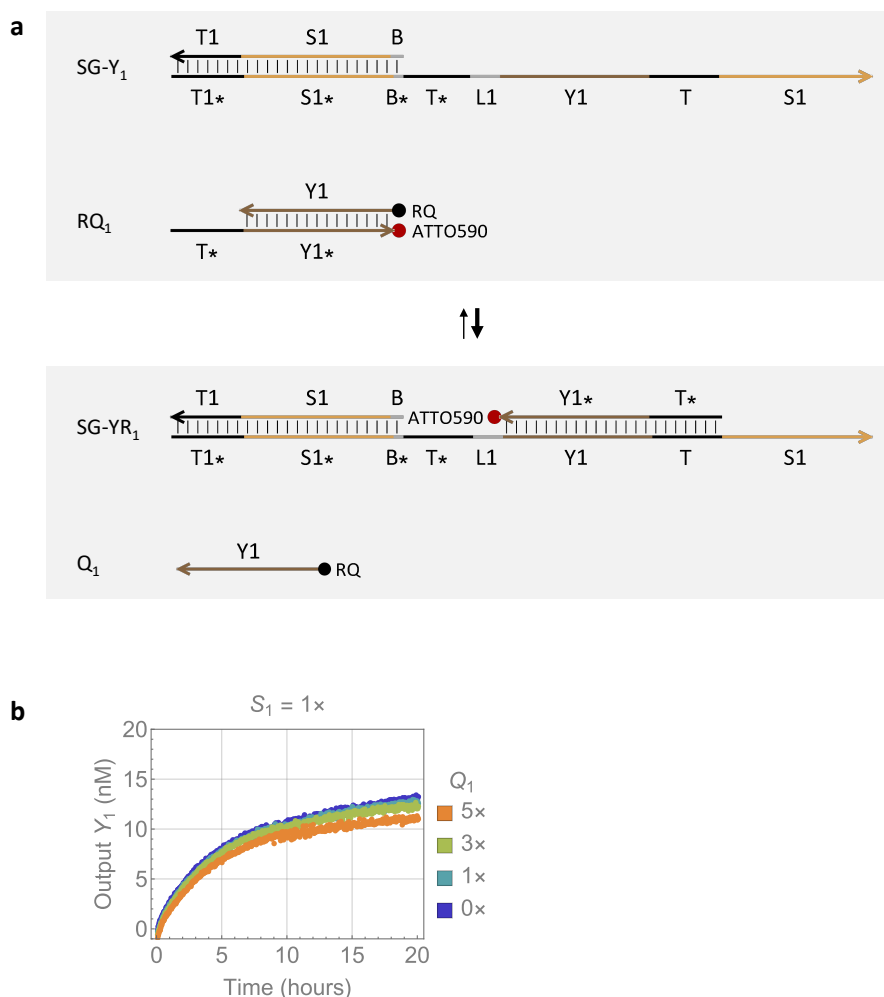 a
T1 S1 B
SG-Y1
T1* S1* B* T* L1 Y1 T S1
Y1
RQ
RQ1
ATTO590
T* Y1*
T1 S1 B ATTO590 Y1* T*
SG-YR1
T1* S1* B* T* L1 Y1 T S1
Y1
Q1
RQ
b
S1 = 1×
20
15
10
5
0
Output Y1 (nM)
0 5 10 15 20
Time (hours)
Q1
5×
3×
1×
0×